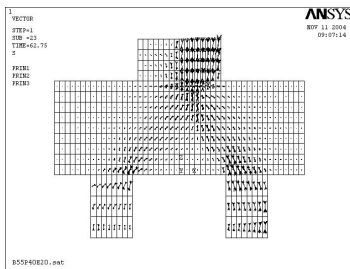 1
VECTOR
STEP=1
SUB =23
TIME=62.75
S
PRIN1
PRIN2
PRIN3
ANSYS
NOV 11 2004
09:07:14
B55P40E20.sat